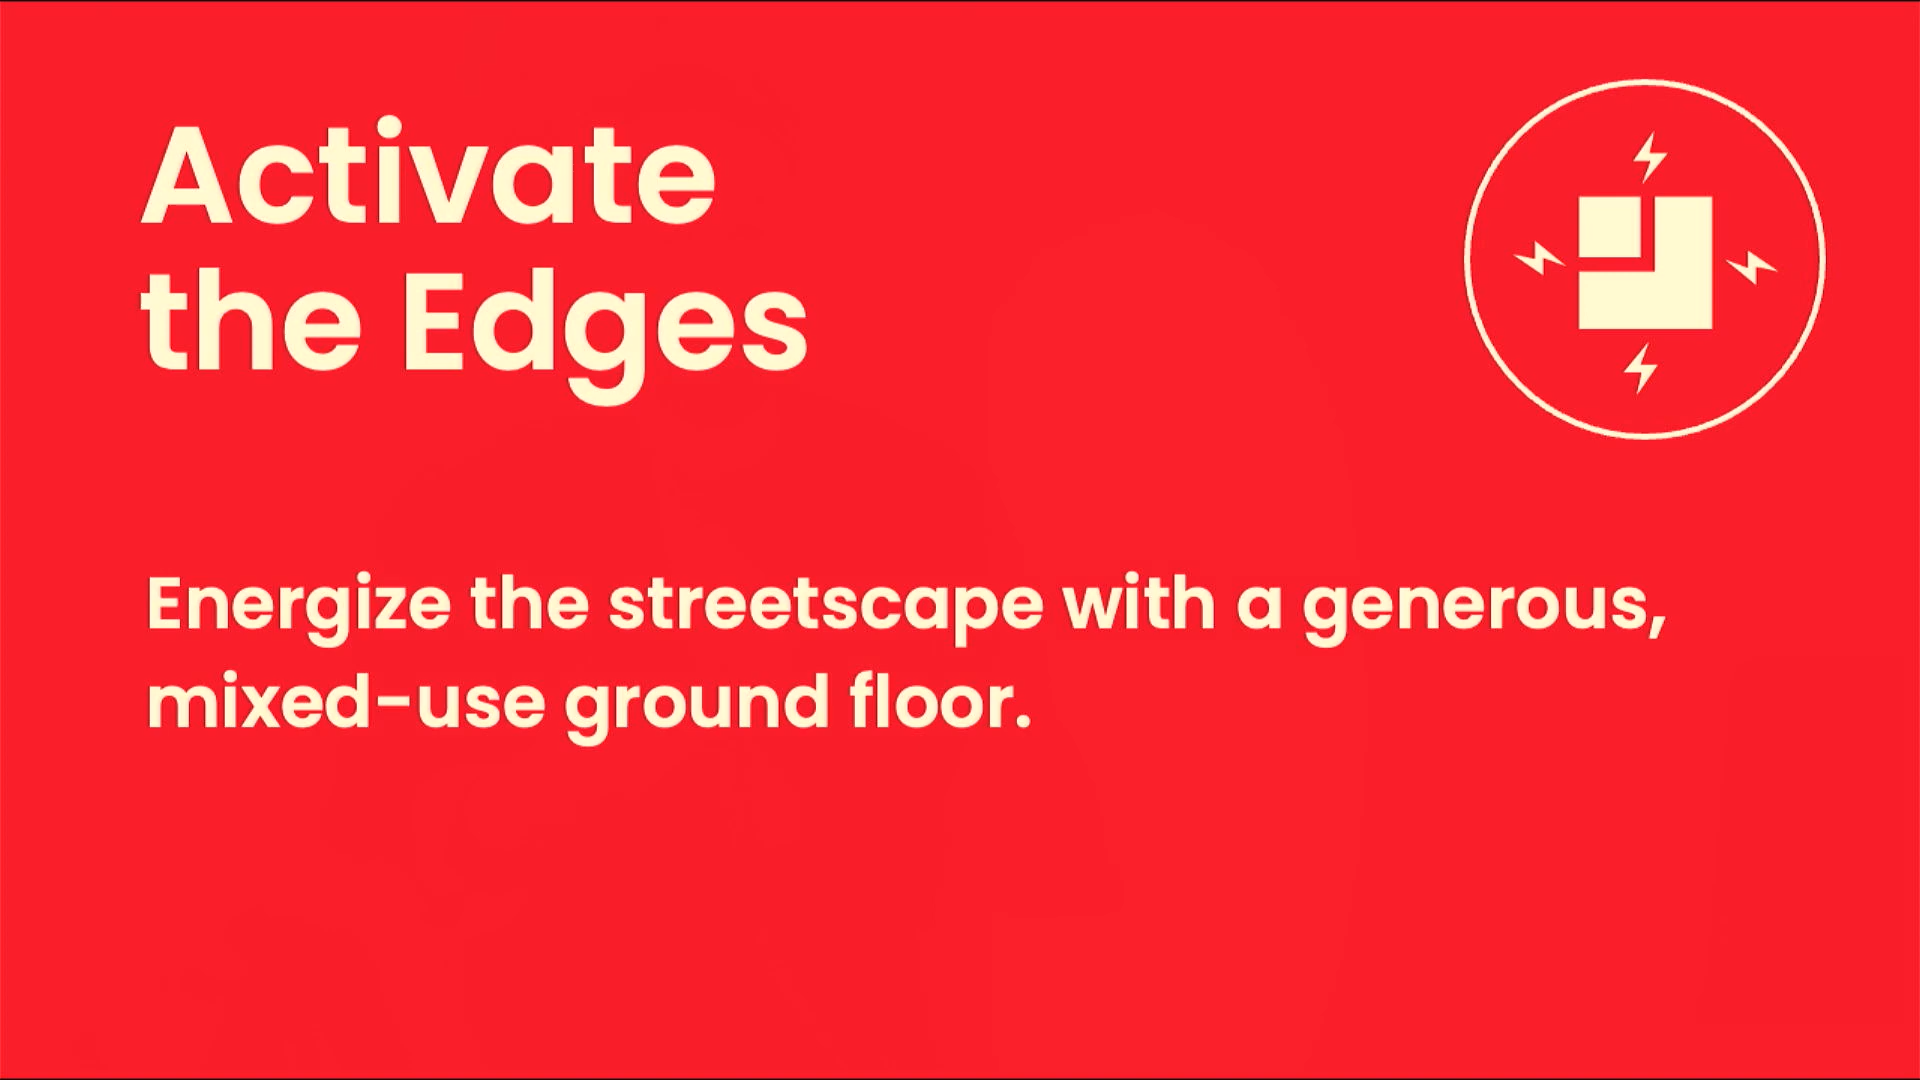 Activate
the Edges
Energize the streetscape with a generous,
mixed-use ground floor.